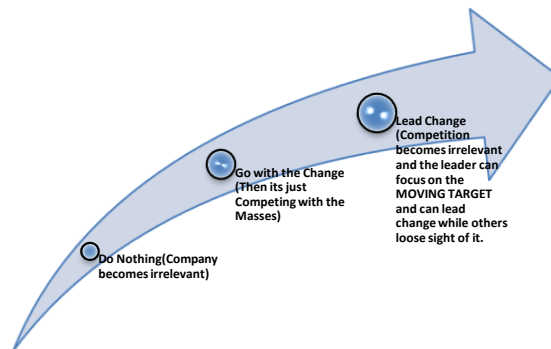 Lead Change
(Competition
becomes irrelevant
and the leader can
focus on the
MOVING TARGET
and can lead
change while others
loose sight of it.
Go with the Change
(Then its just
Competing with the
Masses)
Do Nothing(Company
becomes irrelevant)